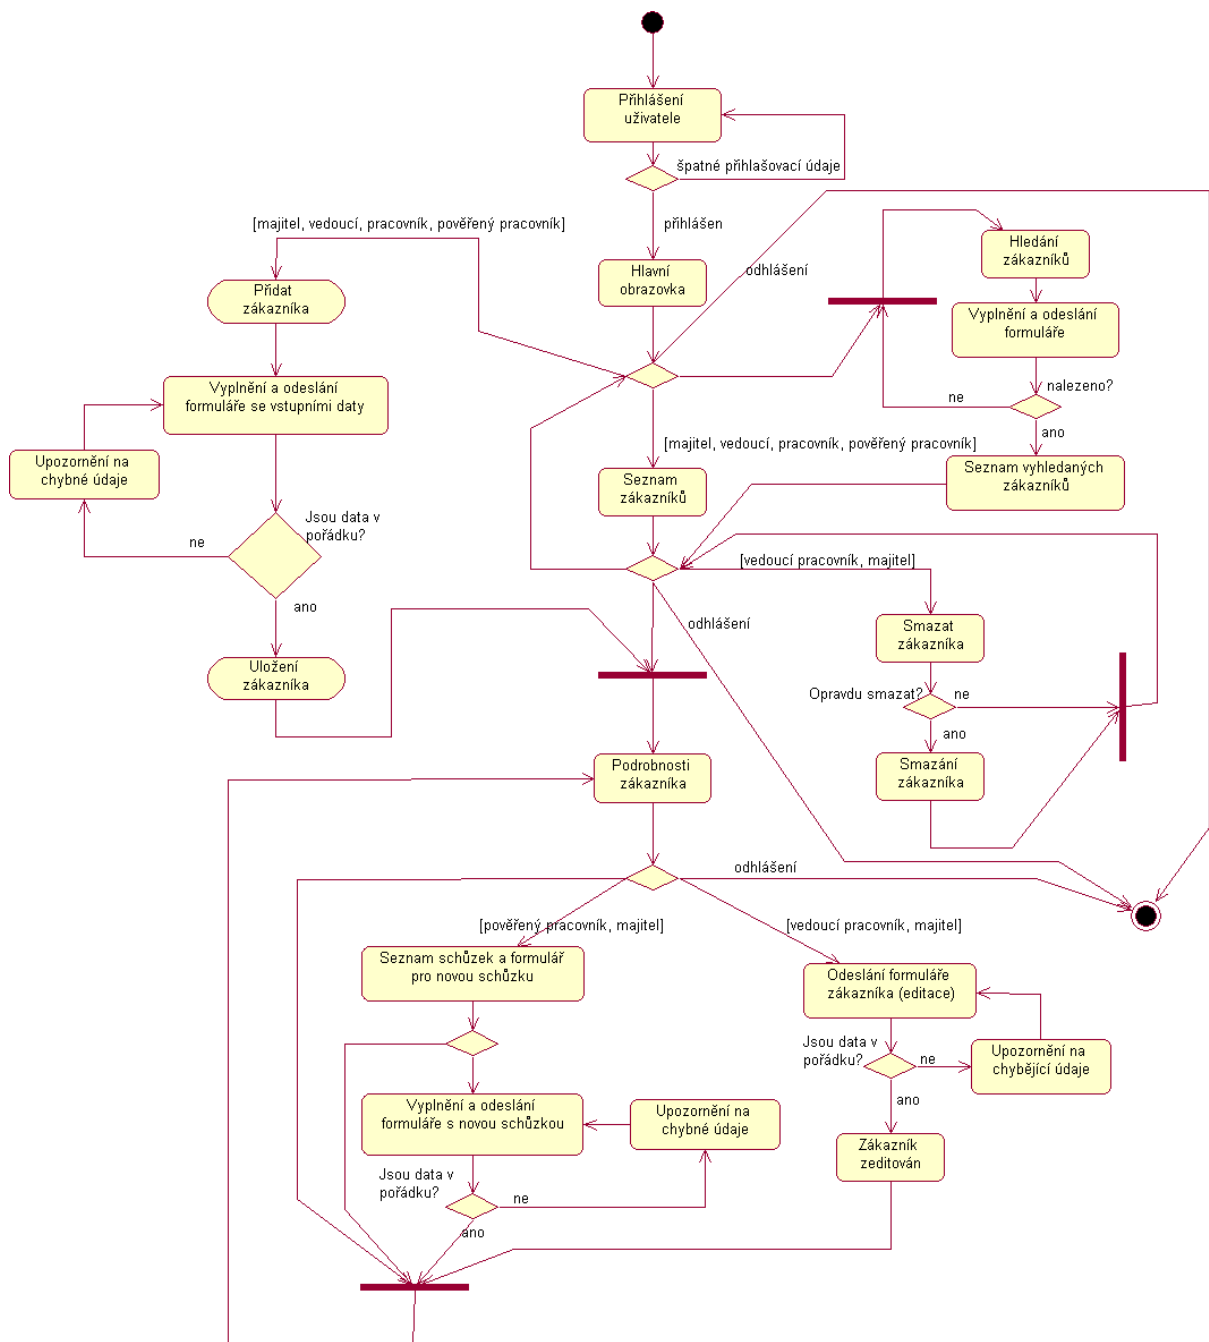 Přihlášení
uživatele
špatné přihlašovací údaje
přihlášen
[majitel, vedoucí, pracovník, pověřený pracovník]
Hledání
zákazníků
Hlavní
obrazovka
odhlášení
Přidat
zákazníka
Vyplnění a odeslání
formuláře
Vyplnění a odeslání
formuláře se vstupními daty
nalezeno?
ne
ano
[majitel, vedoucí, pracovník, pověřený pracovník]
Upozornění na
chybné údaje
Seznam
zákazníků
Seznam vyhledaných
zákazníků
Jsou data v
pořádku?
ne
[vedoucí pracovník, majitel]
ano
odhlášení
Smazat
zákazníka
Uložení
zákazníka
Opravdu smazat?
ne
ano
Podrobnosti
zákazníka
Smazání
zákazníka
odhlášení
[pověřený pracovník, majitel]
[vedoucí pracovník, majitel]
Seznam schůzek a formulář
pro novou schůzku
Odeslání formuláře
zákazníka (editace)
Jsou data v
pořádku?
ne
Upozornění na
chybějící údaje
ano
Vyplnění a odeslání
formuláře s novou schůzkou
Upozornění na
chybné údaje
Zákazník
zeditován
Jsou data v
pořádku?
ne
ano